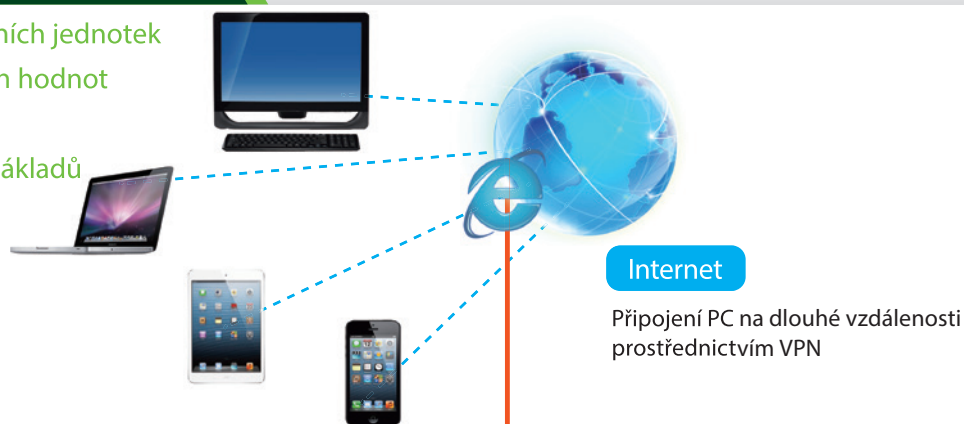 ních jednotek
h hodnot
ákladů
Internet
Připojení PC na dlouhé vzdálenosti
prostřednictvím VPN